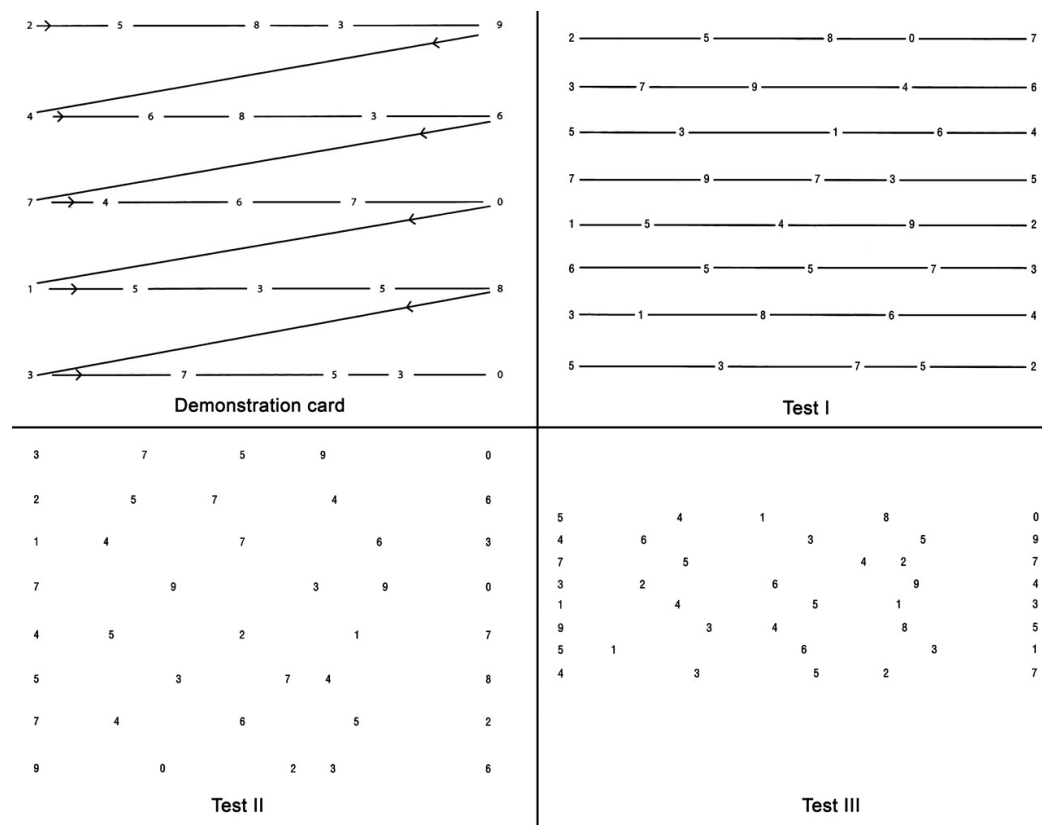 2 5 8 3 9
4 6 8 3 6
7 4 6 7 0
1 5 3 5 8
3 7 5 3 0
Demonstration card
2 5 8 0 7
3 7 9 4 6
5 3 1 6 4
7 9 7 3 5
1 5 4 9 2
6 5 5 7 3
3 1 8 6 4
5 3 7 5 2
Test I
3 7 5 9 0
2 5 7 4 6
1 4 7 6 3
7 9 3 9 0
4 5 2 1 7
5 3 7 4 8
7 4 6 5 2
9 0 2 3 6
Test II
5 4 1 8 0
4 6 3 5 9
7 5 4 2 7
3 2 6 9 4
1 4 5 1 3
9 3 4 8 5
5 1 6 3 1
4 3 5 2 7
Test III